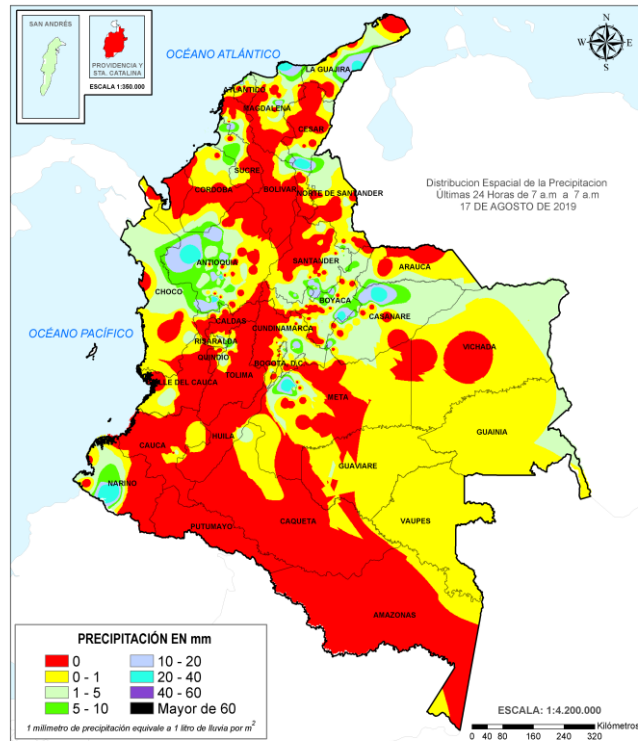 SAN ANDRÉS
PROVIDENCIA Y
STA. CATALINA
ESCALA 1:350.000
OCÉANO ATLÁNTICO
N
W E
S
LA GUAJIRA
ATLANTICO
MAGDALENA
CESAR
SUCRE
CORDOBA
BOLIVAR
NORTE DE SANTANDER
Distribucion Espacial de la Precipitacion
Últimas 24 Horas de 7 a.m a 7 a.m
17 DE AGOSTO DE 2019
ANTIOQUIA
SANTANDER
ARAUCA
CHOCO
BOYACA
CASANARE
OCÉANO PACÍFICO
CALDAS
CUNDINAMARCA
RISARALDA
VICHADA
QUINDIO
BOGOTA, D.C.
TOLIMA
VALLE DEL CAUCA
META
GUAINIA
CAUCA
HUILA
GUAVIARE
NARIÑO
VAUPES
PUTUMAYO
CAQUETA
AMAZONAS
PRECIPITACIÓN EN mm
0 10 - 20
0 - 1 20 - 40
1 - 5 40 - 60
5 - 10 Mayor de 60
1 milimetro de precipitación equivale a 1 litro de lluvia por m²
ESCALA: 1:4.200.000
Kilómetros
0 40 80 160 240 320